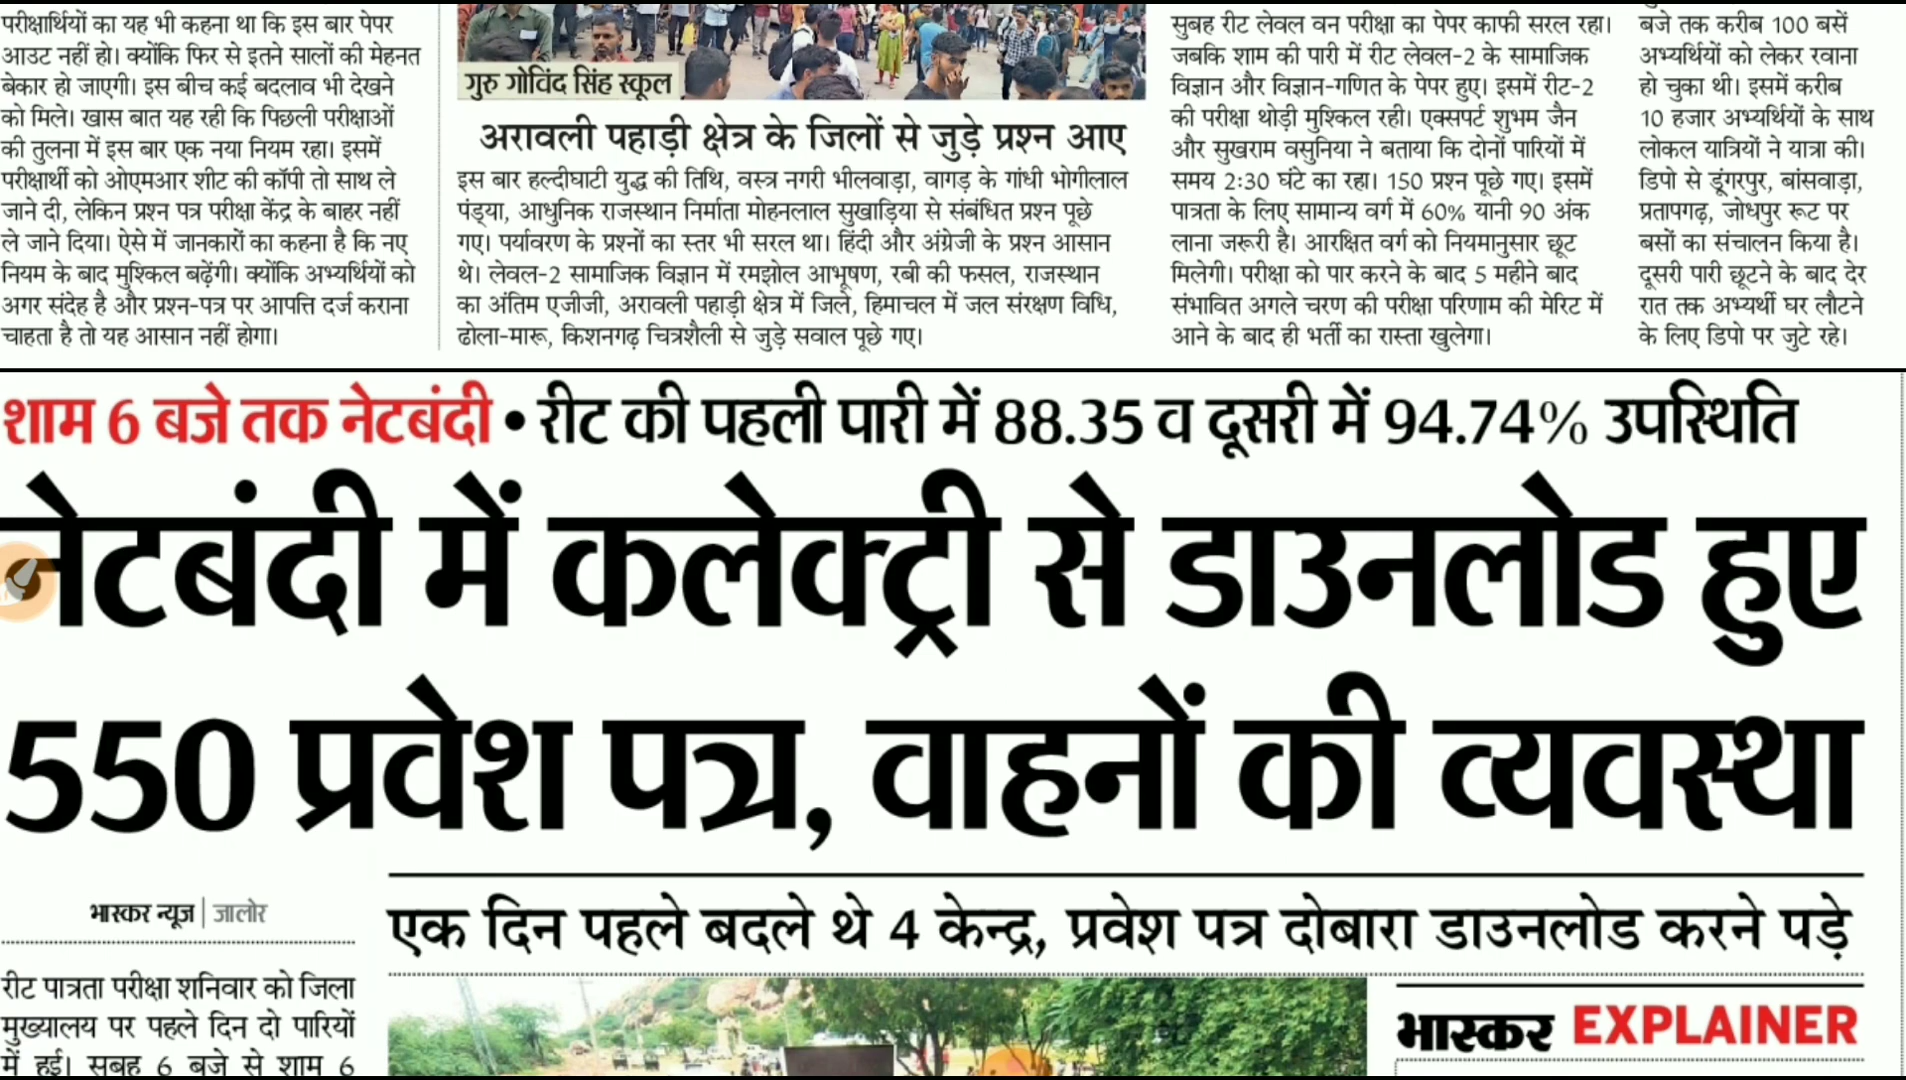 परीक्षार्थियों का यह भी कहना था कि इस बार पेपर
आउट नहीं हो। क्योंकि फिर से इतने सालों की मेहनत
बेकार हो जाएगी। इस बीच कई बदलाव भी देखने
को मिले। खास बात यह रही कि पिछली परीक्षाओं
की तुलना में इस बार एक नया नियम रहा। इसमें
परीक्षार्थी को ओएमआर शीट की कॉपी तो साथ ले
जाने दी, लेकिन प्रश्न पत्र परीक्षा केंद्र के बाहर नहीं
ले जाने दिया। ऐसे में जानकारों का कहना है कि नए
नियम के बाद मुश्किल बढ़ेंगी। क्योंकि अभ्यर्थियों को
अगर संदेह है और प्रश्न-पत्र पर आपत्ति दर्ज कराना
चाहता है तो यह आसान नहीं होगा।
गुरु गोविंद सिंह स्कूल
अरावली पहाड़ी क्षेत्र के जिलों से जुड़े प्रश्न आए
इस बार हल्दीघाटी युद्ध की तिथि, वस्त्र नगरी भीलवाड़ा, वागड़ के गांधी भोगीलाल
पंड्या, आधुनिक राजस्थान निर्माता मोहनलाल सुखाड़िया से संबंधित प्रश्न पूछे
गए। पर्यावरण के प्रश्नों का स्तर भी सरल था। हिंदी और अंग्रेजी के प्रश्न आसान
थे। लेवल-2 सामाजिक विज्ञान में रमझोल आभूषण, रबी की फसल, राजस्थान
का अंतिम एजीजी, अरावली पहाड़ी क्षेत्र में जिले, हिमाचल में जल संरक्षण विधि,
ढोला-मारू, किशनगढ़ चित्रशैली से जुड़े सवाल पूछे गए।
सुबह रीट लेवल वन परीक्षा का पेपर काफी सरल रहा।
जबकि शाम की पारी में रीट लेवल-2 के सामाजिक
विज्ञान और विज्ञान-गणित के पेपर हुए। इसमें रीट-2
की परीक्षा थोड़ी मुश्किल रही। एक्सपर्ट शुभम जैन
और सुखराम वसुनिया ने बताया कि दोनों पारियों में
समय 2:30 घंटे का रहा। 150 प्रश्न पूछे गए। इसमें
पात्रता के लिए सामान्य वर्ग में 60% यानी 90 अंक
लाना जरूरी है। आरक्षित वर्ग को नियमानुसार छूट
मिलेगी। परीक्षा को पार करने के बाद 5 महीने बाद
संभावित अगले चरण की परीक्षा परिणाम की मेरिट में
आने के बाद ही भर्ती का रास्ता खुलेगा।
बजे तक करीब 100 बसें
अभ्यर्थियों को लेकर रवाना
हो चुका थी। इसमें करीब
10 हजार अभ्यर्थियों के साथ
लोकल यात्रियों ने यात्रा की।
डिपो से डूंगरपुर, बांसवाड़ा,
प्रतापगढ़, जोधपुर रूट पर
बसों का संचालन किया है।
दूसरी पारी छूटने के बाद देर
रात तक अभ्यर्थी घर लौटने
के लिए डिपो पर जुटे रहे।
शाम 6 बजे तक नेटबंदी • रीट की पहली पारी में 88.35 व दूसरी में 94.74% उपस्थिति
नेटबंदी में कलेक्ट्री से डाउनलोड हुए
550 प्रवेश पत्र, वाहनों की व्यवस्था
भास्कर न्यूज | जालोर
एक दिन पहले बदले थे 4 केन्द्र, प्रवेश पत्र दोबारा डाउनलोड करने पड़े
रीट पात्रता परीक्षा शनिवार को जिला
मुख्यालय पर पहले दिन दो पारियों
में हुई। सुबह 6 बजे से शाम 6
भास्कर EXPLAINER